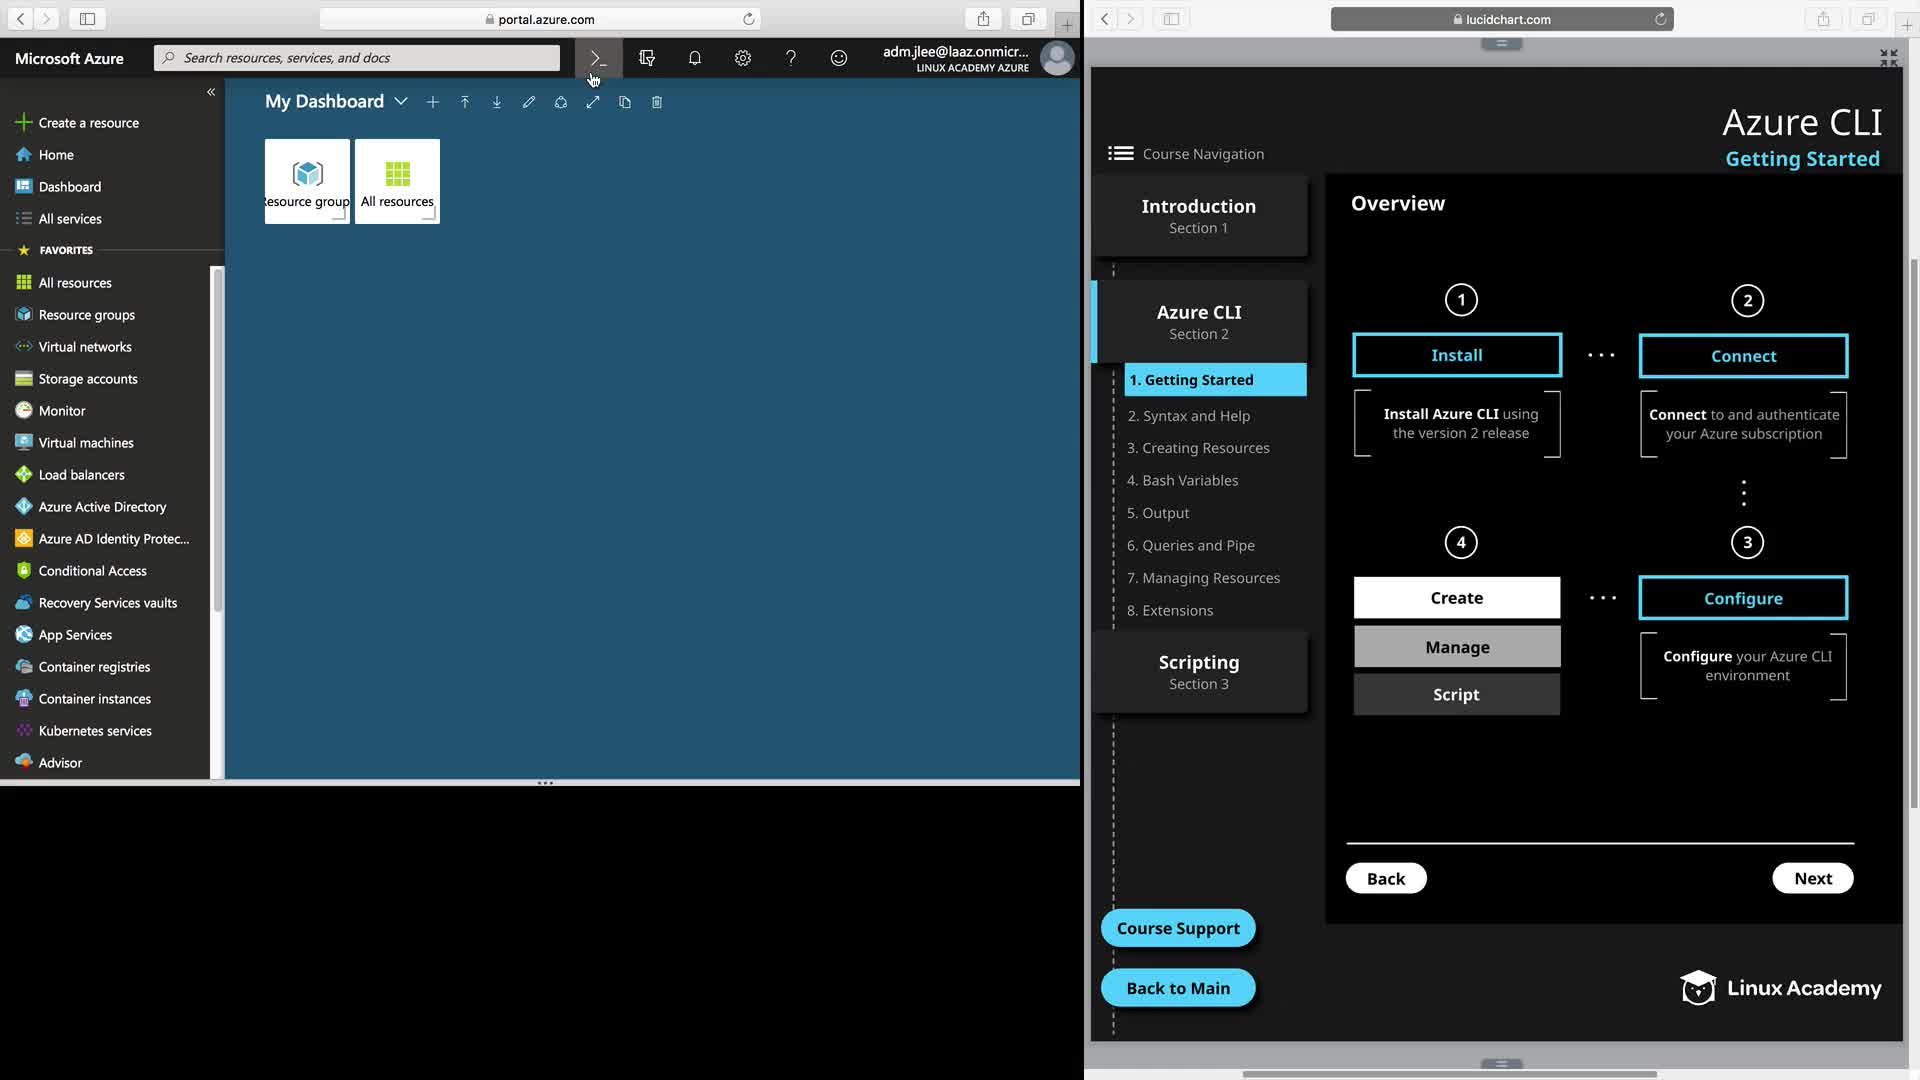 portal.azure.com
Microsoft Azure
Search resources, services, and docs
adm.jlee@laaz.onmicr...
LINUX ACADEMY AZURE
My Dashboard
Create a resource
Home
Dashboard
All services
FAVORITES
All resources
Resource groups
Virtual networks
Storage accounts
Monitor
Virtual machines
Load balancers
Azure Active Directory
Azure AD Identity Protec...
Conditional Access
Recovery Services vaults
App Services
Container registries
Container instances
Kubernetes services
Advisor
esource group
All resources
lucidchart.com
Azure CLI
Getting Started
Course Navigation
Introduction
Section 1
Azure CLI
Section 2
1. Getting Started
2. Syntax and Help
3. Creating Resources
4. Bash Variables
5. Output
6. Queries and Pipe
7. Managing Resources
8. Extensions
Scripting
Section 3
Course Support
Back to Main
Overview
1
Install
Install Azure CLI using
the version 2 release
2
Connect
Connect to and authenticate
your Azure subscription
3
Configure
Configure your Azure CLI
environment
4
Create
Manage
Script
Back
Next
Linux Academy